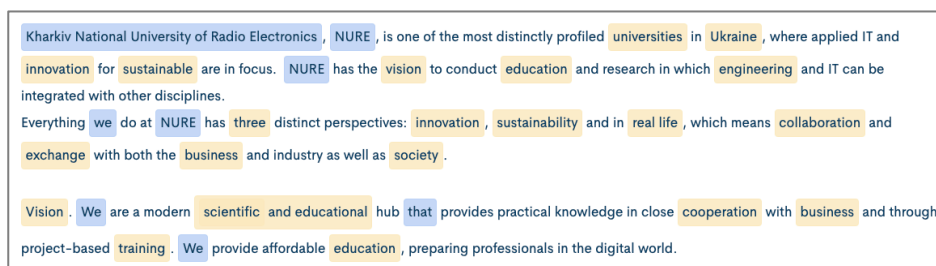 Kharkiv National University of Radio Electronics, NURE, is one of the most distinctly profiled universities in Ukraine, where applied IT and
innovation for sustainable are in focus. NURE has the vision to conduct education and research in which engineering and IT can be
integrated with other disciplines.
Everything we do at NURE has three distinct perspectives: innovation, sustainability and in real life, which means collaboration and
exchange with both the business and industry as well as society.
Vision. We are a modern scientific and educational hub that provides practical knowledge in close cooperation with business and through
project-based training. We provide affordable education, preparing professionals in the digital world.